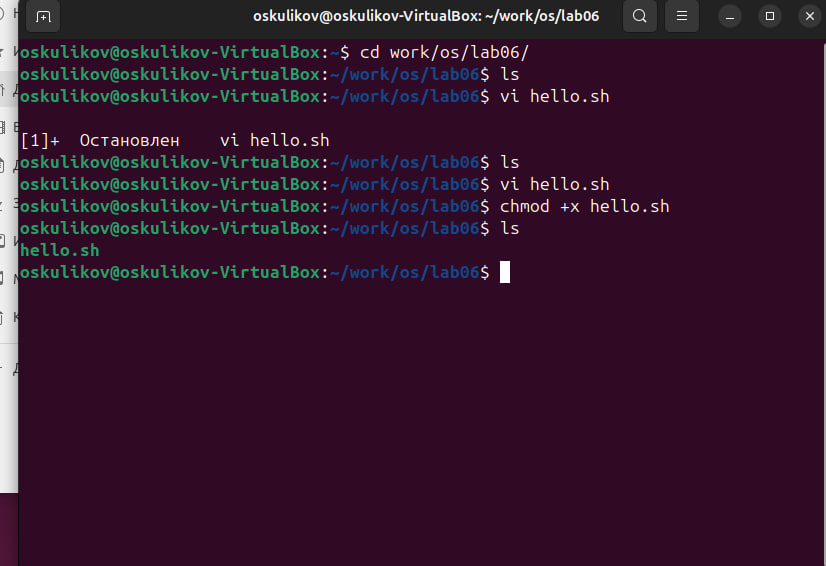 oskulikov@oskulikov-VirtualBox: ~/work/os/lab06
oskulikov@oskulikov-VirtualBox:~$ cd work/os/lab06/
oskulikov@oskulikov-VirtualBox:~/work/os/lab06$ ls
oskulikov@oskulikov-VirtualBox:~/work/os/lab06$ vi hello.sh
[1]+  Остановлен    vi hello.sh
oskulikov@oskulikov-VirtualBox:~/work/os/lab06$ ls
oskulikov@oskulikov-VirtualBox:~/work/os/lab06$ vi hello.sh
oskulikov@oskulikov-VirtualBox:~/work/os/lab06$ chmod +x hello.sh
oskulikov@oskulikov-VirtualBox:~/work/os/lab06$ ls
hello.sh
oskulikov@oskulikov-VirtualBox:~/work/os/lab06$